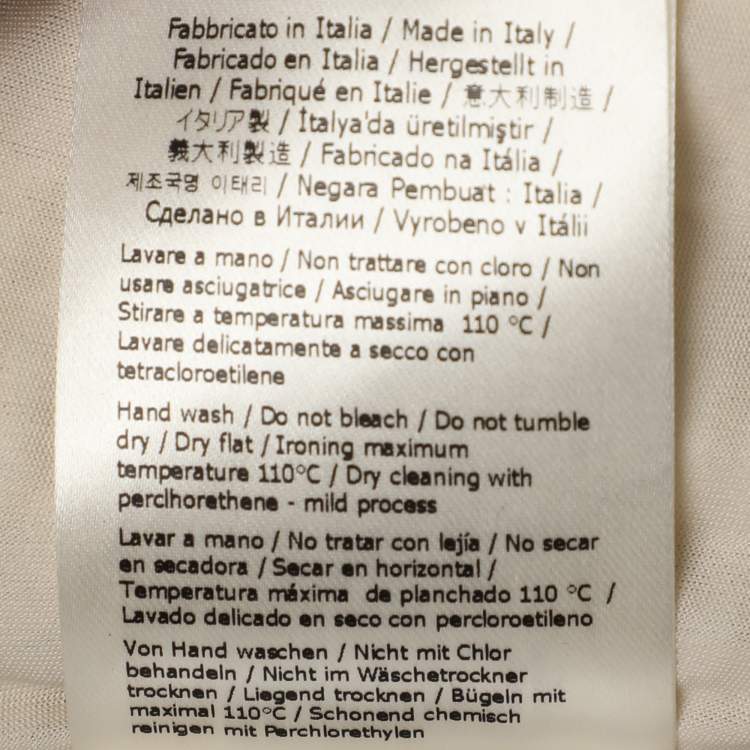 Fabbricato in Italia / Made in Italy /
Fabricado en Italia / Hergestellt in
Italien / Fabriqué en Italie / 意大利制造 /
イタリア製 / İtalya'da üretilmiştir /
義大利製造 / Fabricado na Itália /
제조국명 이태리 / Negara Pembuat : Italia /
Сделано в Италии / Vyrobeno v Itálii
Lavare a mano / Non trattare con cloro / Non
usare asciugatrice / Asciugare in piano /
Stirare a temperatura massima 110 °C /
Lavare delicatamente a secco con
tetracloroetilene
Hand wash / Do not bleach / Do not tumble
dry / Dry flat / Ironing maximum
temperature 110°C / Dry cleaning with
perclhorethene - mild process
Lavar a mano / No tratar con lejía / No secar
en secadora / Secar en horizontal /
Temperatura máxima de planchado 110 °C /
Lavado delicado en seco con percloroetileno
Von Hand waschen / Nicht mit Chlor
behandeln / Nicht im Wäschetrockner
trocknen / Liegend trocknen / Bügeln mit
maximal 110°C / Schonend chemisch
reinigen mit Perchlorethylen